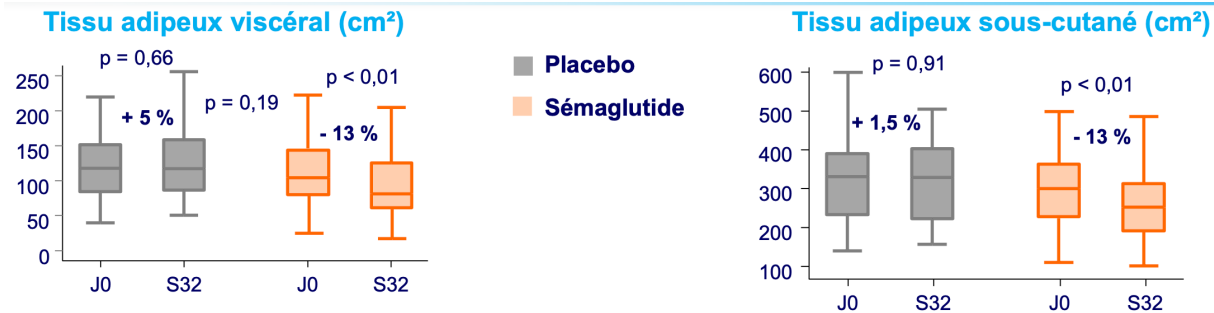 Tissu adipeux viscéral (cm²)
p = 0,66
p < 0,01
250
200
150
100
50
0
+ 5 %
p = 0,19
- 13 %
J0
S32
J0
S32
Placebo
Sémaglutide
Tissu adipeux sous-cutané (cm²)
p = 0,91
p < 0,01
600
500
400
300
200
100
+ 1,5 %
- 13 %
J0
S32
J0
S32